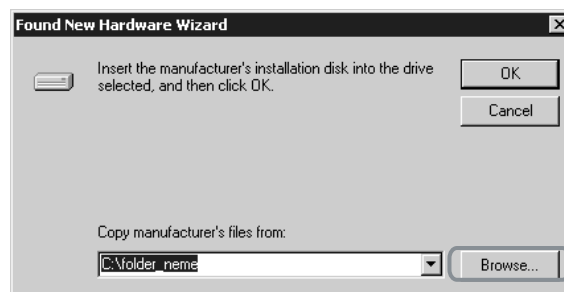 Found New Hardware Wizard
Insert the manufacturer's installation disk into the drive
selected, and then click OK.
OK
Cancel
Copy manufacturer's files from:
C:\folder_neme
Browse...